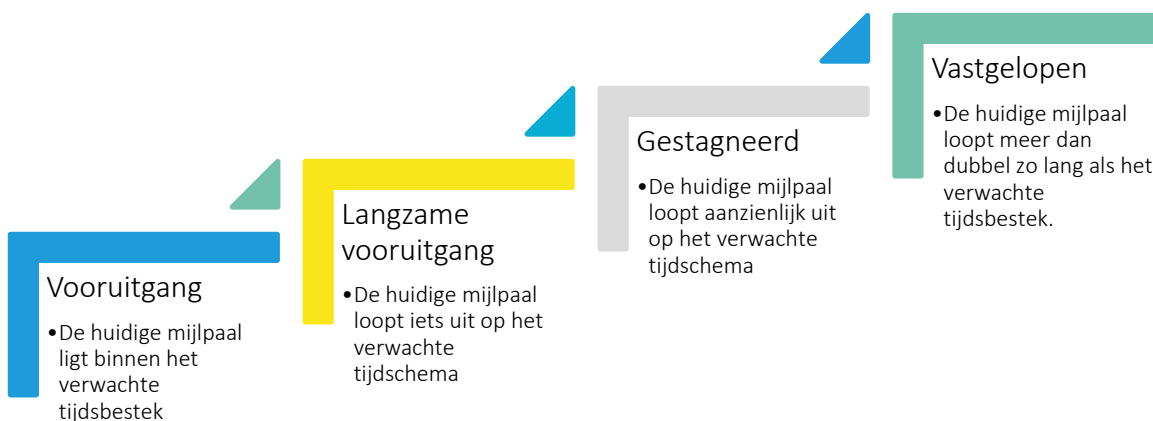 Vooruitgang
•De huidige mijlpaal
ligt binnen het
verwachte
tijdsbestek
Langzame
vooruitgang
•De huidige mijlpaal
loopt iets uit op het
verwachte
tijdschema
Gestagneerd
•De huidige mijlpaal
loopt aanzienlijk uit
op het verwachte
tijdschema
Vastgelopen
•De huidige mijlpaal
loopt meer dan
dubbel zo lang als het
verwachte
tijdsbestek.